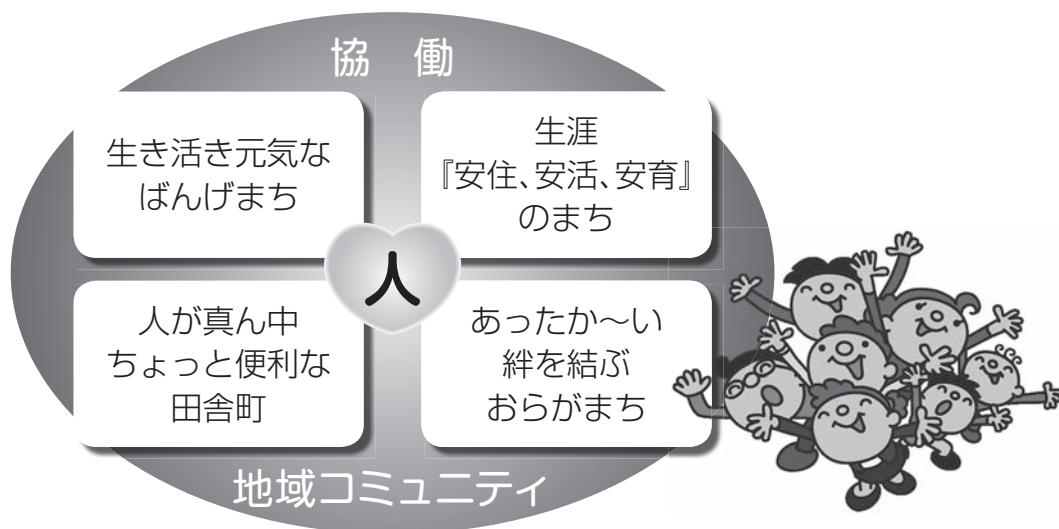 協 働
生き活き元気な
ばんげまち
生涯
『安住、安活、安育』
のまち
人
人が真ん中
ちょっと便利な
田舎町
あったか～い
絆を結ぶ
おらがまち
地域コミュニティ